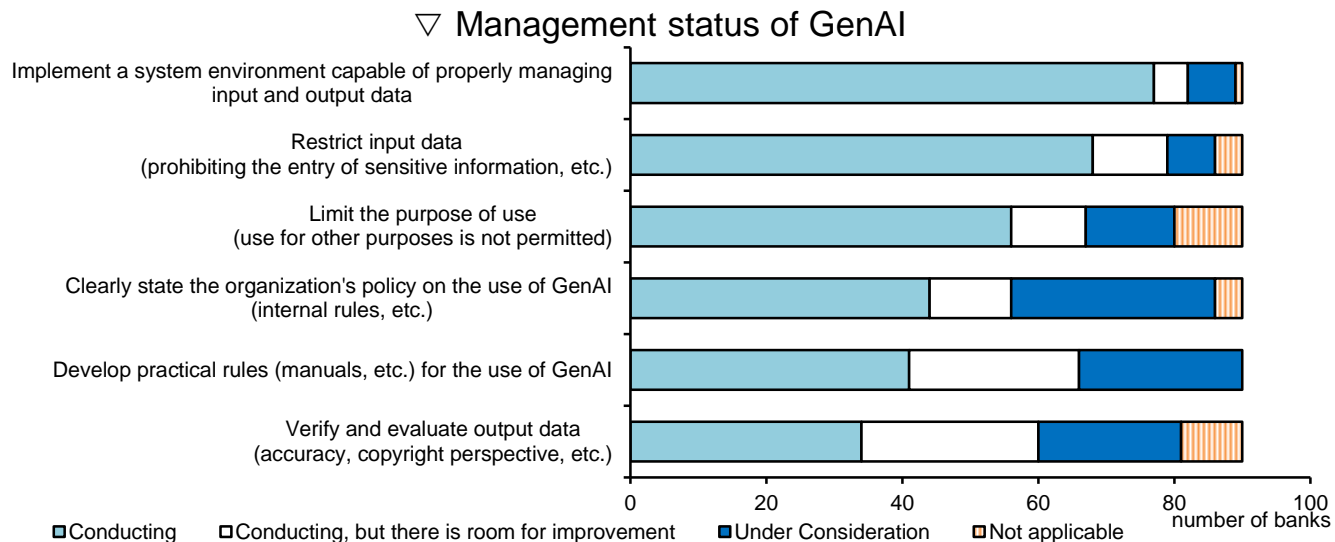 ▽ Management status of GenAI
Implement a system environment capable of properly managing
input and output data
Restrict input data
(prohibiting the entry of sensitive information, etc.)
Limit the purpose of use
(use for other purposes is not permitted)
Clearly state the organization's policy on the use of GenAI
(internal rules, etc.)
Develop practical rules (manuals, etc.) for the use of GenAI
Verify and evaluate output data
(accuracy, copyright perspective, etc.)
0 20 40 60 80 100
number of banks
Conducting Conducting, but there is room for improvement Under Consideration Not applicable